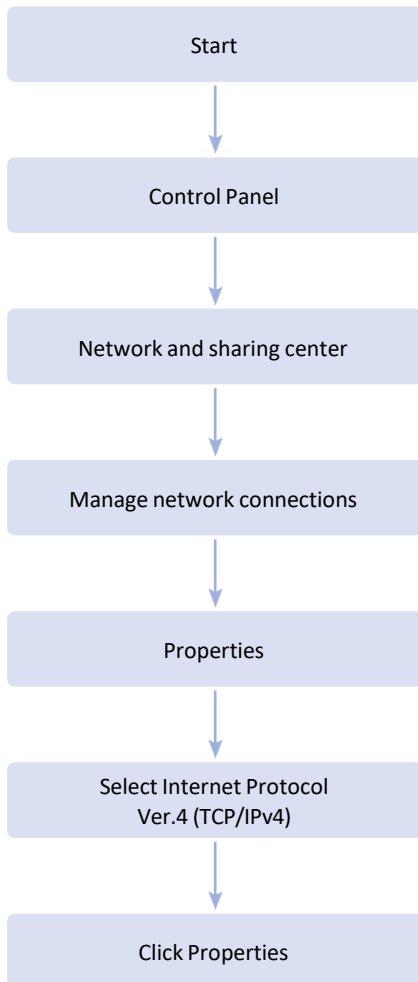 Start
Control Panel
Network and sharing center
Manage network connections
Properties
Select Internet Protocol
Ver.4 (TCP/IPv4)
Click Properties